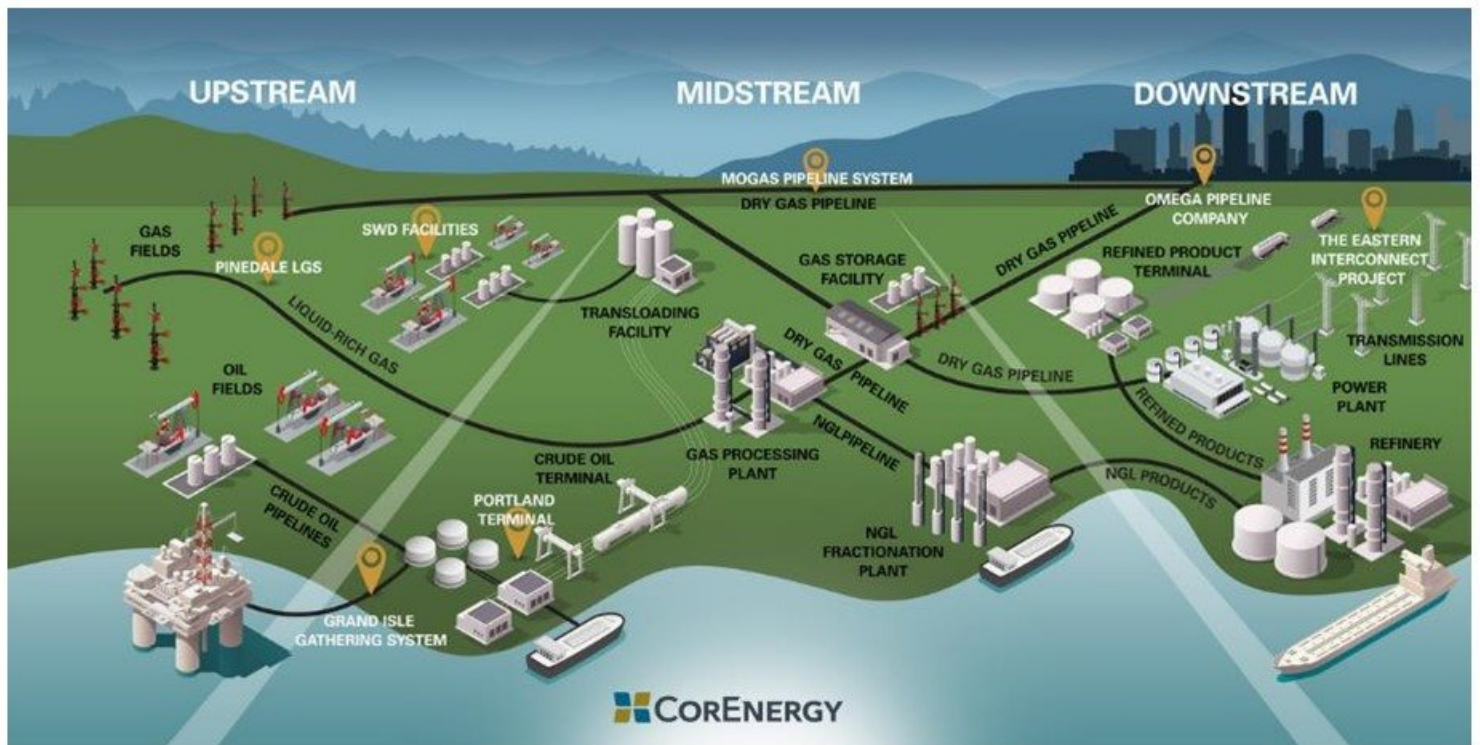 UPSTREAM
MIDSTREAM
DOWNSTREAM
MOGAS PIPELINE SYSTEM
DRY GAS PIPELINE
OMEGA PIPELINE
COMPANY
GAS
FIELDS
PINEDALE LGS
SWD FACILITIES
TRANSLOADING
FACILITY
GAS STORAGE
FACILITY
DRY GAS PIPELINE
REFINED PRODUCT
TERMINAL
THE EASTERN
INTERCONNECT
PROJECT
LIQUID-RICH GAS
DRY GAS PIPELINE
DRY GAS PIPELINE
TRANSMISSION
LINES
OIL
FIELDS
POWER
PLANT
REFINED PRODUCTS
REFINERY
CRUDE OIL
TERMINAL
GAS PROCESSING
PLANT
NGLPIPELINE
NGL PRODUCTS
CRUDE OIL
PIPELINES
PORTLAND
TERMINAL
NGL
FRACTIONATION
PLANT
GRAND ISLE
GATHERING SYSTEM
CORENERGY